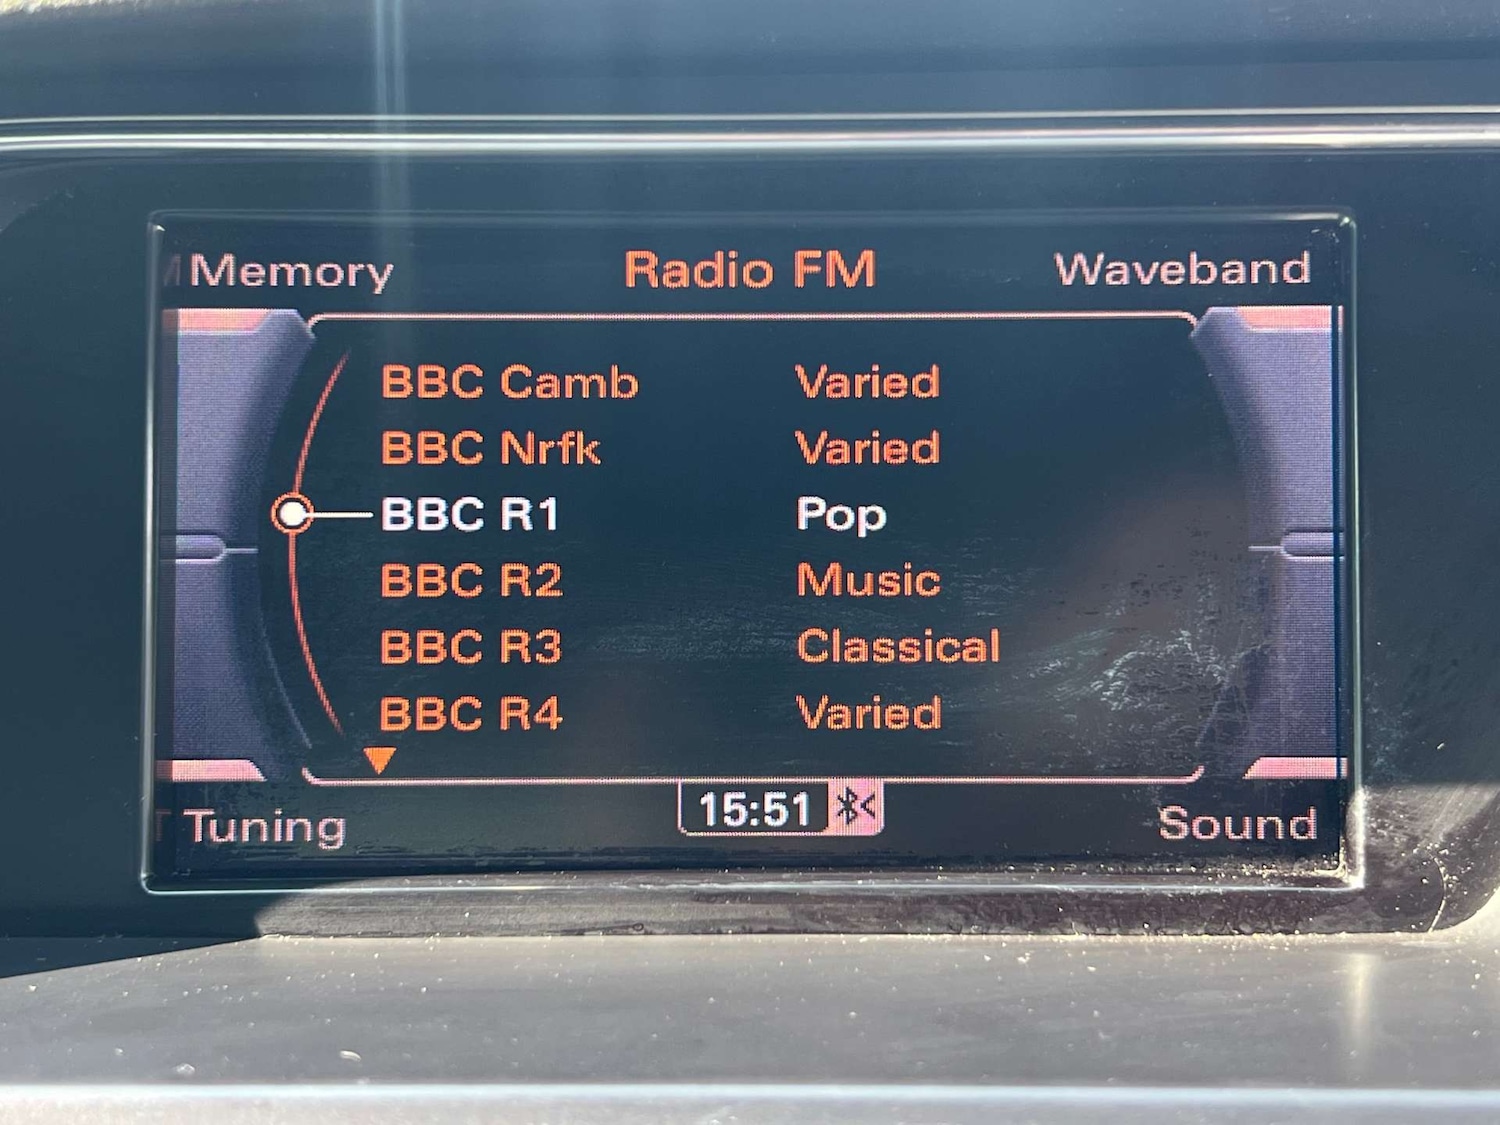 Memory Radio FM Waveband
BBC Camb Varied
BBC Nrfk Varied
BBC R1 Pop
BBC R2 Music
BBC R3 Classical
BBC R4 Varied
Tuning 15:51 Sound